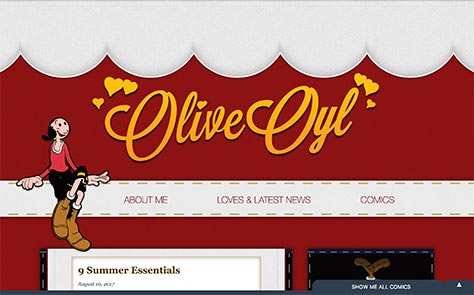 Olive Oyl
ABOUT ME LOVES & LATEST NEWS COMICS
9 Summer Essentials
August 10, 2017
SHOW ME ALL COMICS